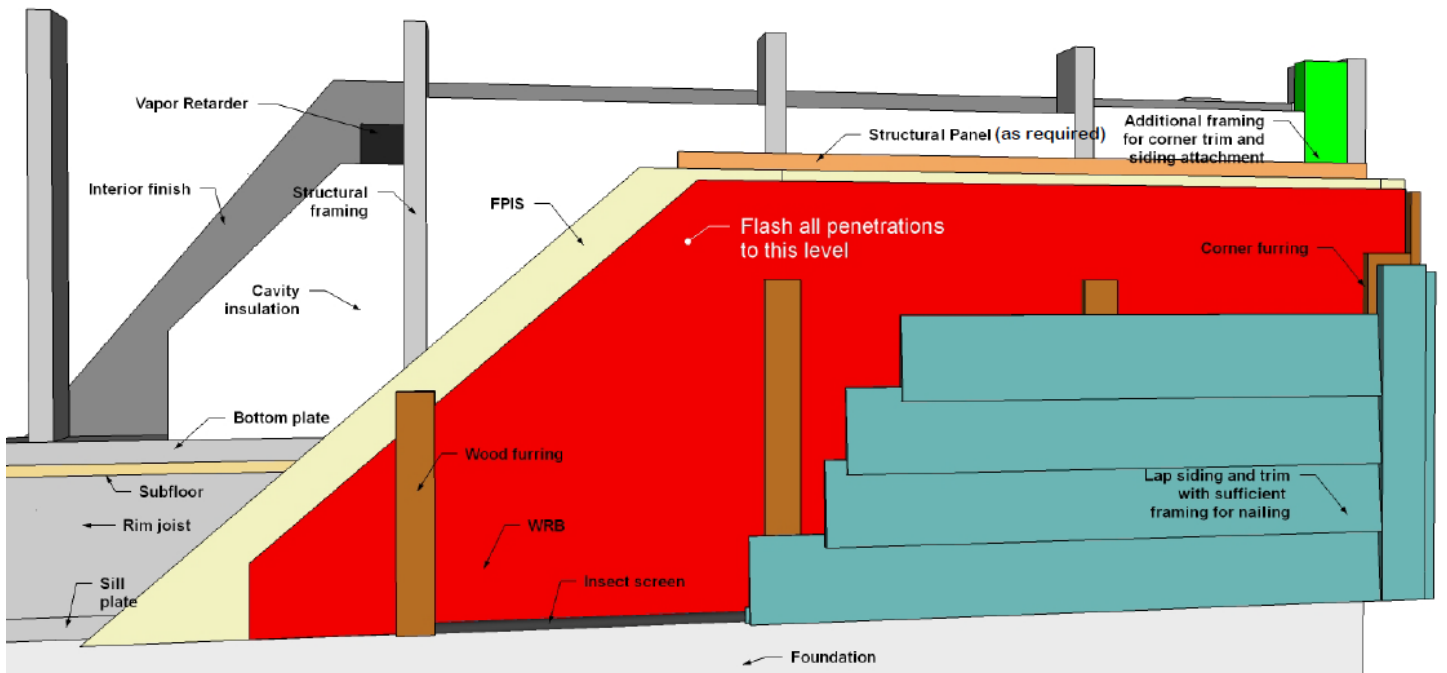 Vapor Retarder
Structural Panel (as required)
Additional framing
for corner trim and
siding attachment
Interior finish
Structural
framing
FPIS
Flash all penetrations
to this level
Corner furring
Cavity
insulation
Bottom plate
Wood furring
Subfloor
Lap siding and trim
with sufficient
framing for nailing
Rim joist
WRB
Insect screen
Sill
plate
Foundation